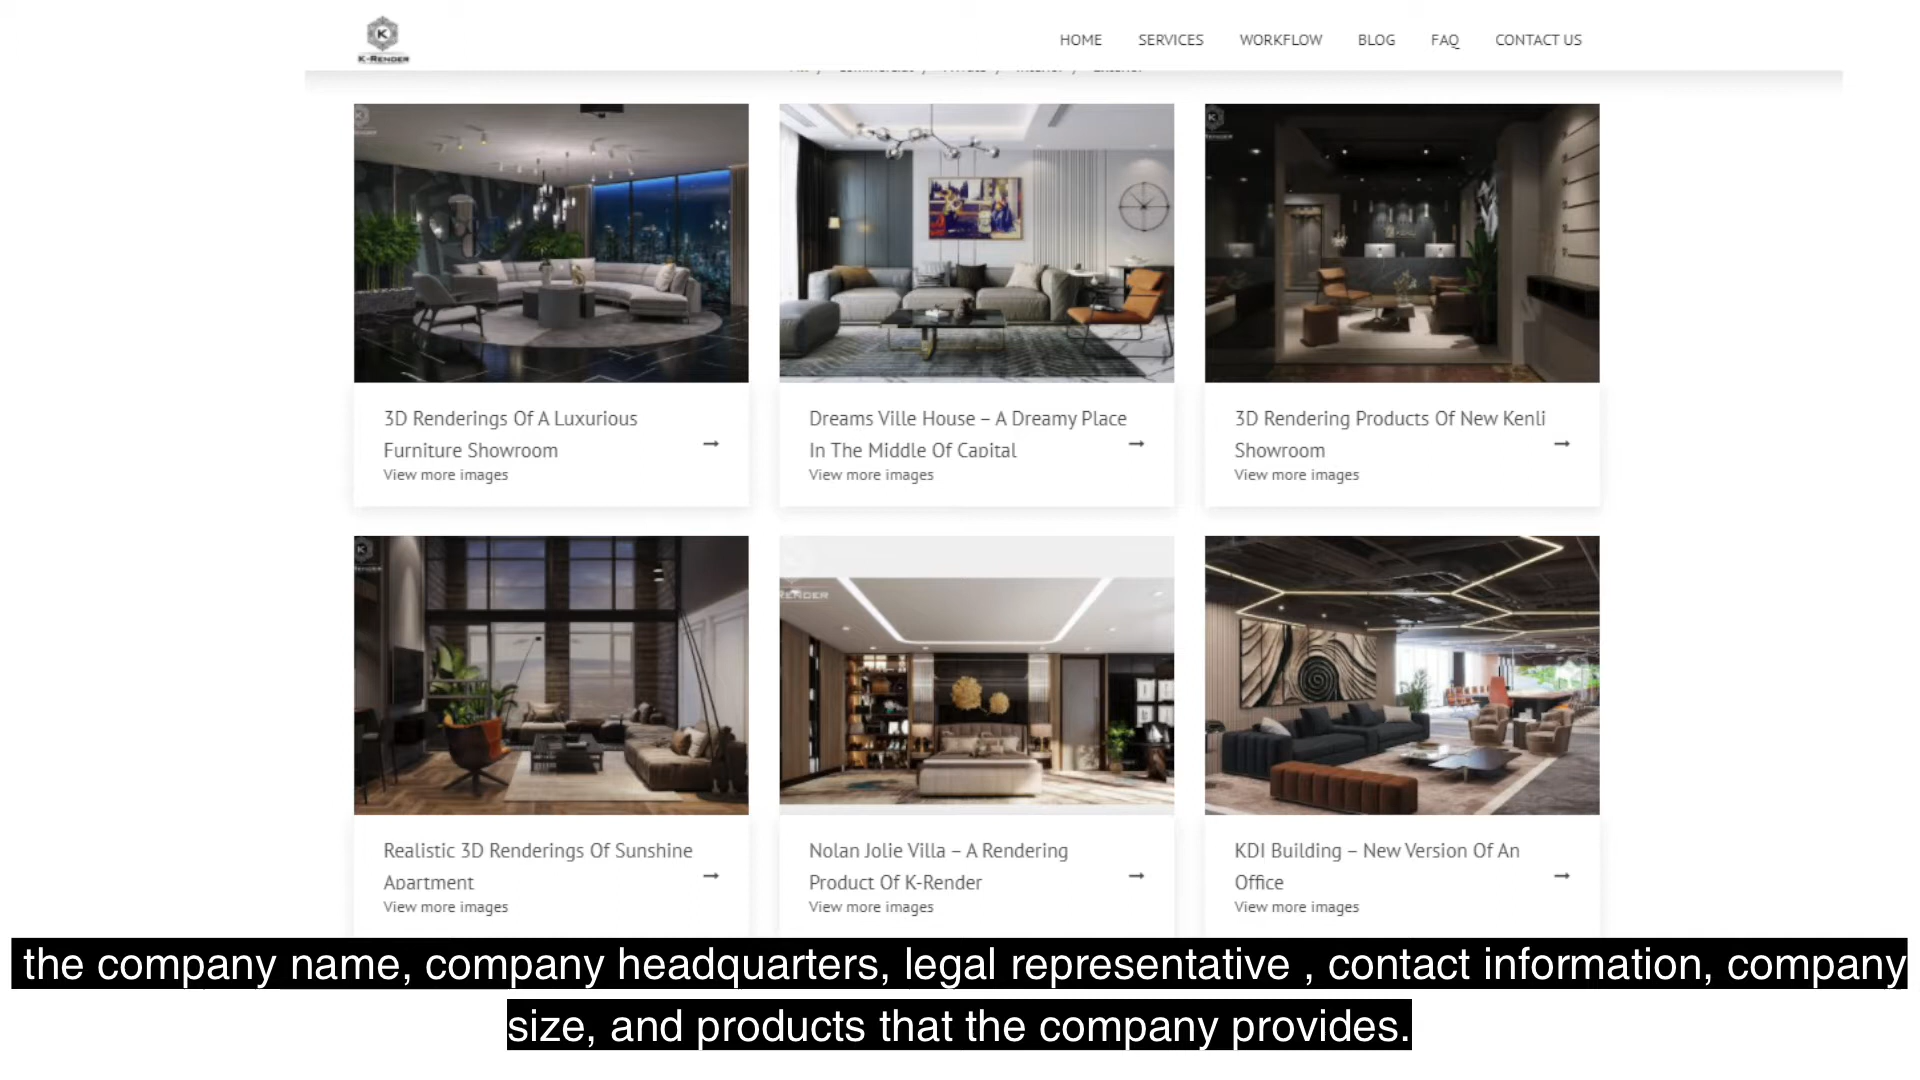 K
K-RENDER
HOME SERVICES WORKFLOW BLOG FAQ CONTACT US
3D Renderings Of A Luxurious
Furniture Showroom
View more images
Dreams Ville House – A Dreamy Place
In The Middle Of Capital
View more images
3D Rendering Products Of New Kenli
Showroom
View more images
Realistic 3D Renderings Of Sunshine
Apartment
View more images
RENDER
Nolan Jolie Villa – A Rendering
Product Of K-Render
View more images
KDI Building – New Version Of An
Office
View more images
the company name, company headquarters, legal representative , contact information, company
size, and products that the company provides.